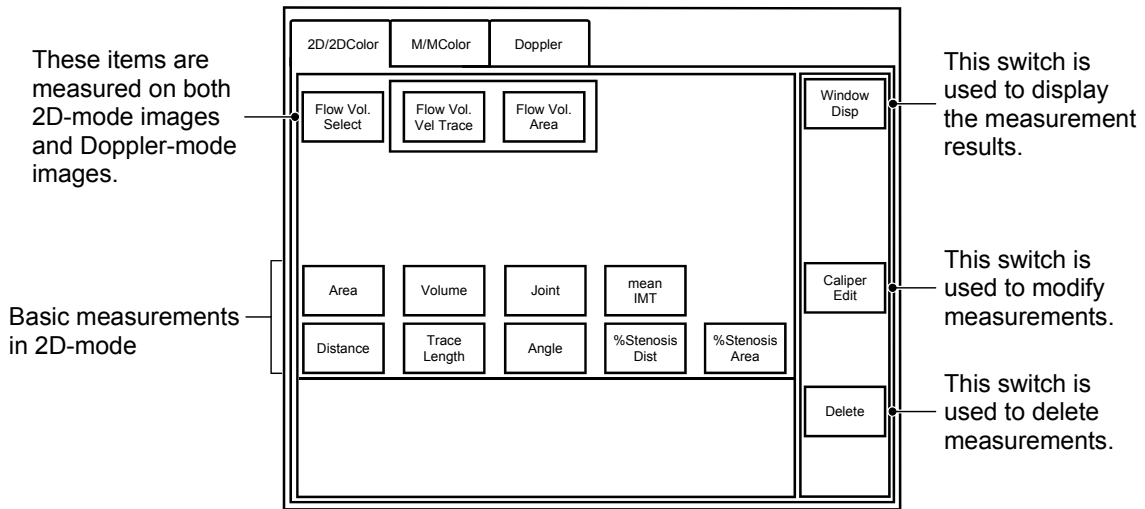 2D/2DColor
M/MColor
Doppler
These items are
measured on both
2D-mode images
and Doppler-mode
images.
Flow Vol.
Select
Flow Vol.
Vel Trace
Flow Vol.
Area
Window
Disp
This switch is
used to display
the measurement
results.
Basic measurements
in 2D-mode
Area
Volume
Joint
mean
IMT
Distance
Trace
Length
Angle
%Stenosis
Dist
%Stenosis
Area
Caliper
Edit
This switch is
used to modify
measurements.
Delete
This switch is
used to delete
measurements.